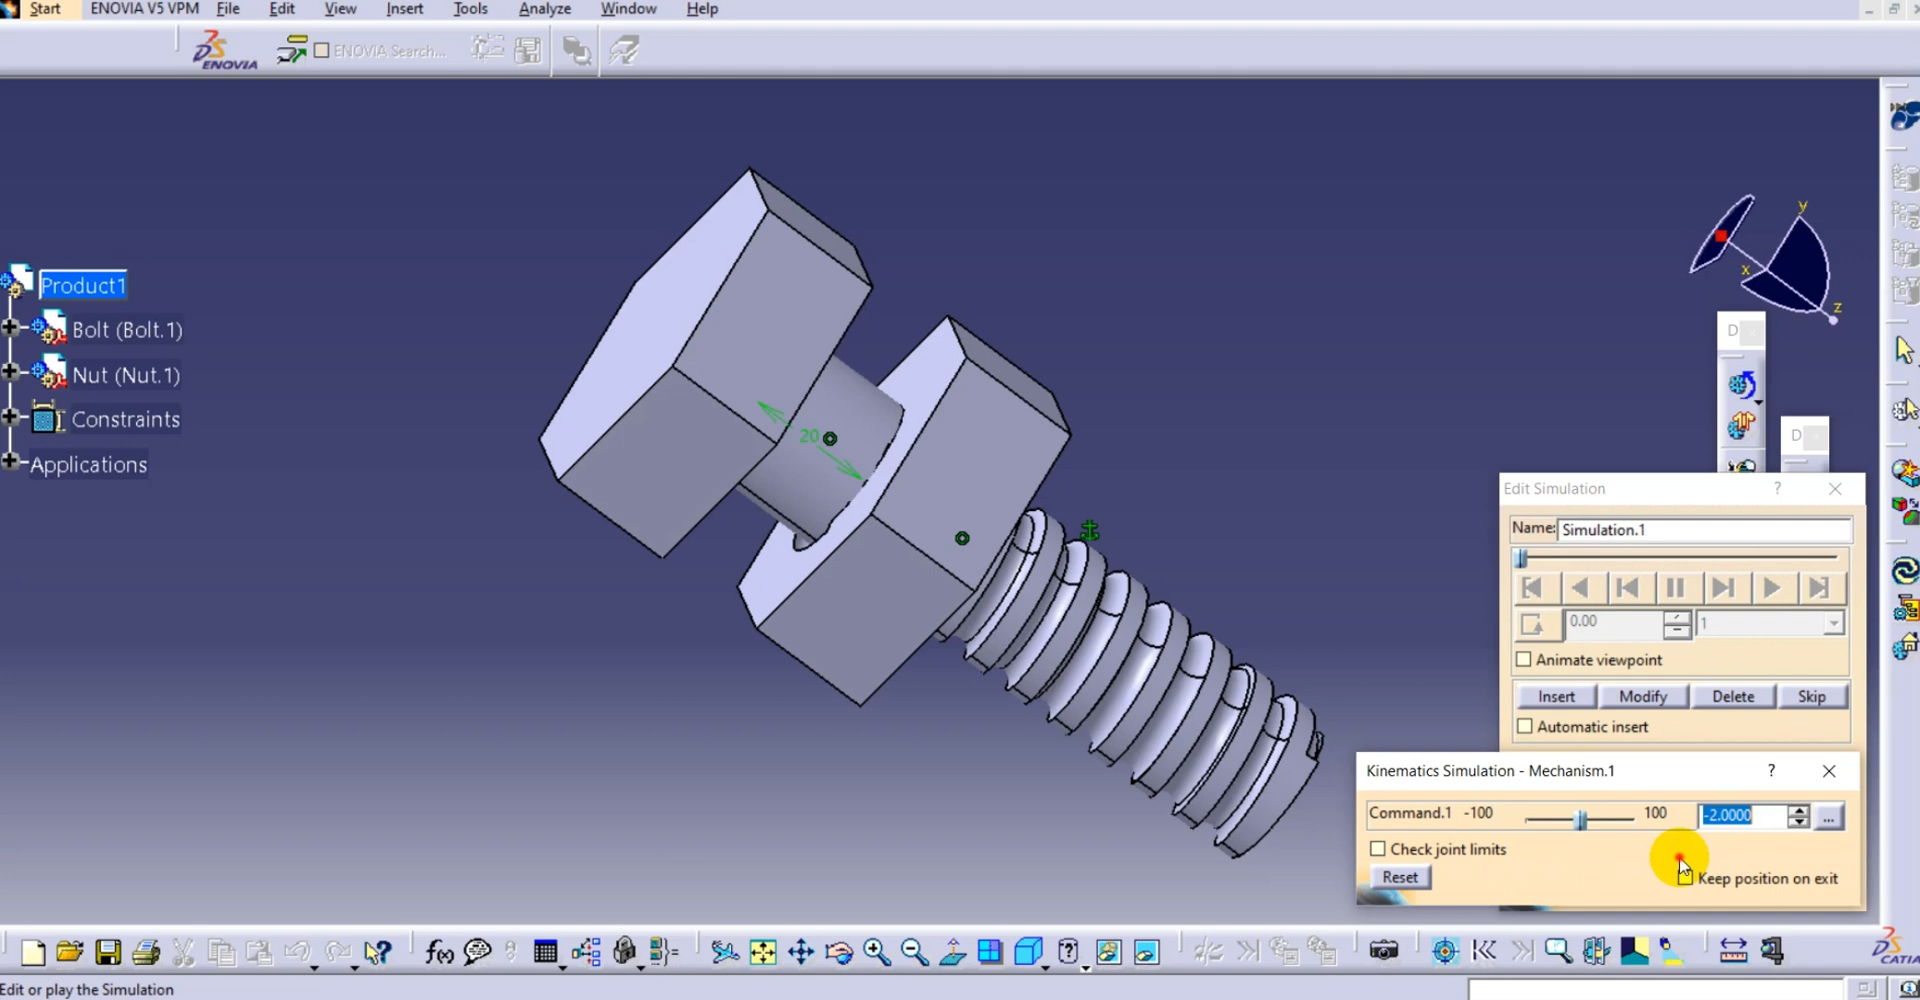 Start ENOVIA V5 VPM File Edit View Insert Tools Analyze Window Help
ENOVIA
ENOVIA Search...
y
x
z
Product1
Bolt (Bolt.1)
Nut (Nut.1)
Constraints
Applications
20
D
D
Edit Simulation ?
Name: Simulation.1
0.00 1
Animate viewpoint
Insert Modify Delete Skip
Automatic insert
Kinematics Simulation - Mechanism.1 ?
Command.1 -100 100 -2.0000 ...
Check joint limits
Reset Keep position on exit
f(x)
CATIA
Edit or play the Simulation